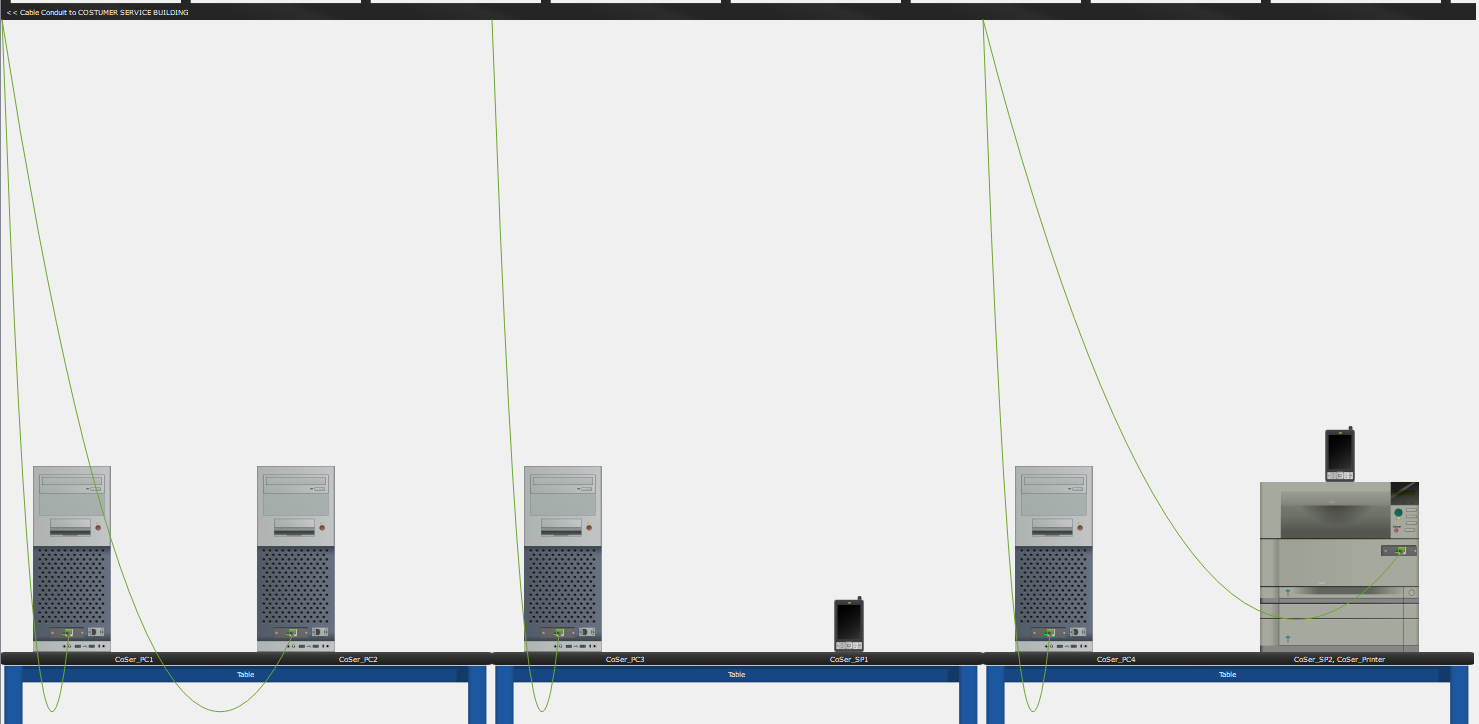 << Cable Conduit to COSTUMER SERVICE BUILDING
CoSer_PC1
CoSer_PC2
CoSer_PC3
CoSer_SP1
CoSer_PC4
CoSer_SP2, CoSer_Printer
Table
Table
Table